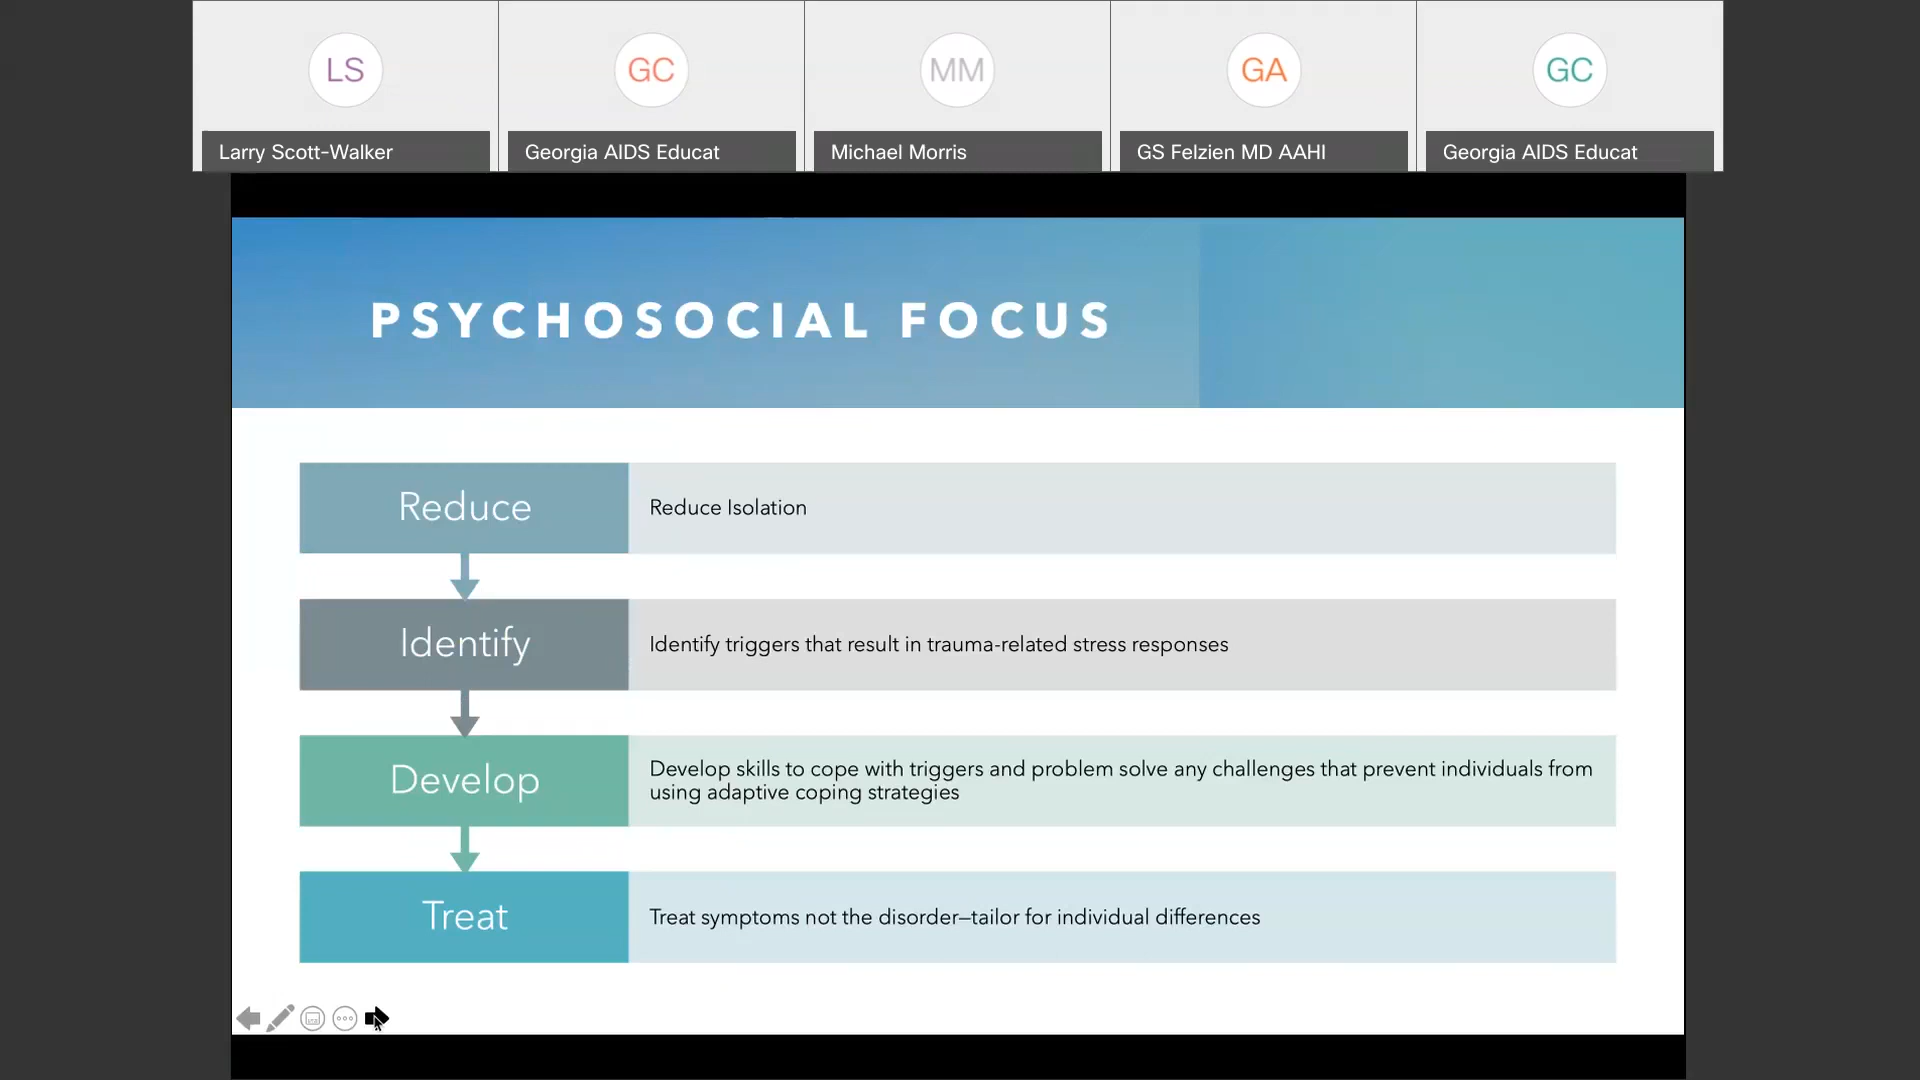 LS
GC
MM
GA
GC
Larry Scott-Walker
Georgia AIDS Educat
Michael Morris
GS Felzien MD AAHI
Georgia AIDS Educat
PSYCHOSOCIAL FOCUS
Reduce
Reduce Isolation
Identify
Identify triggers that result in trauma-related stress responses
Develop
Develop skills to cope with triggers and problem solve any challenges that prevent individuals from
using adaptive coping strategies
Treat
Treat symptoms not the disorder—tailor for individual differences